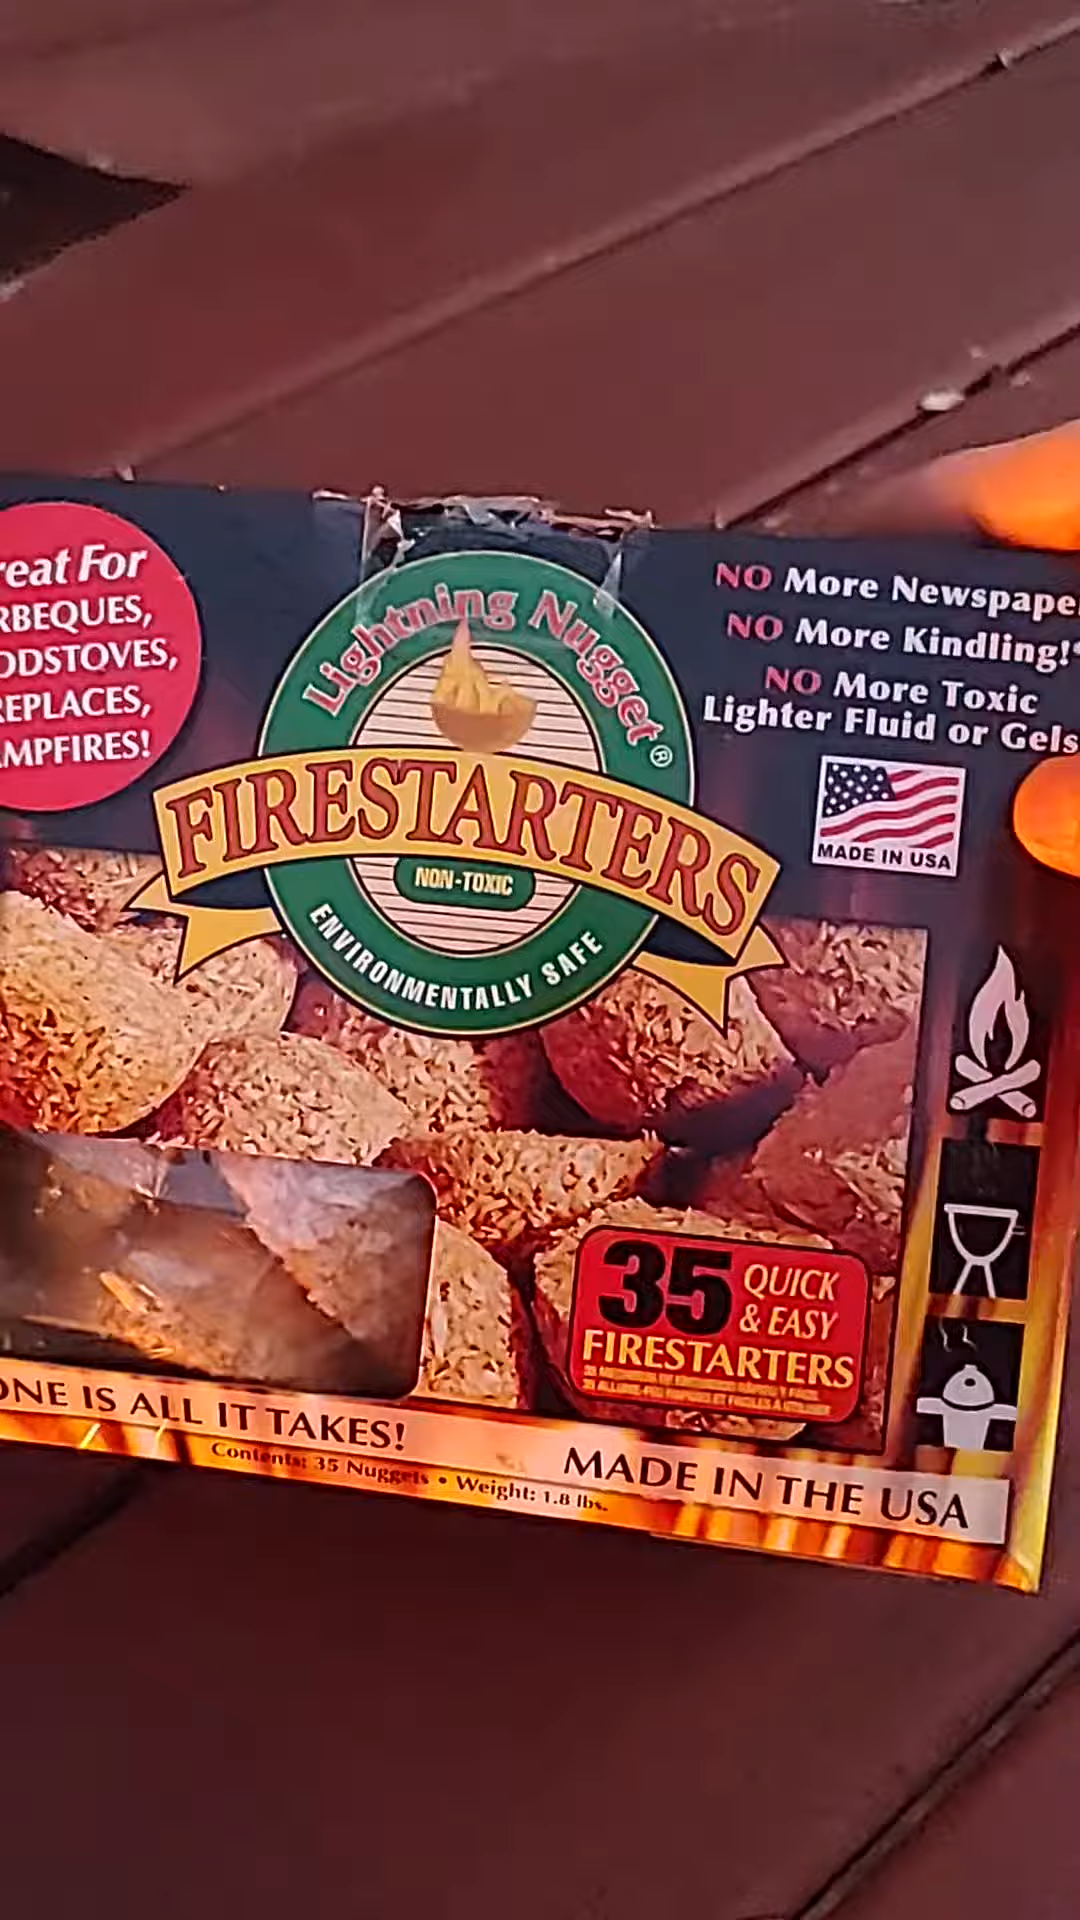 reat For
RBEQUES,
ODSTOVES,
REPLACES,
MPFIRES!
Lightning Nugget®
FIRESTARTERS
NON-TOXIC
ENVIRONMENTALLY SAFE
NO More Newspape
NO More Kindling!
NO More Toxic
Lighter Fluid or Gels
MADE IN USA
35 QUICK
& EASY
FIRESTARTERS
ONE IS ALL IT TAKES!
Contents: 35 Nuggets • Weight: 1.8 lbs.
MADE IN THE USA